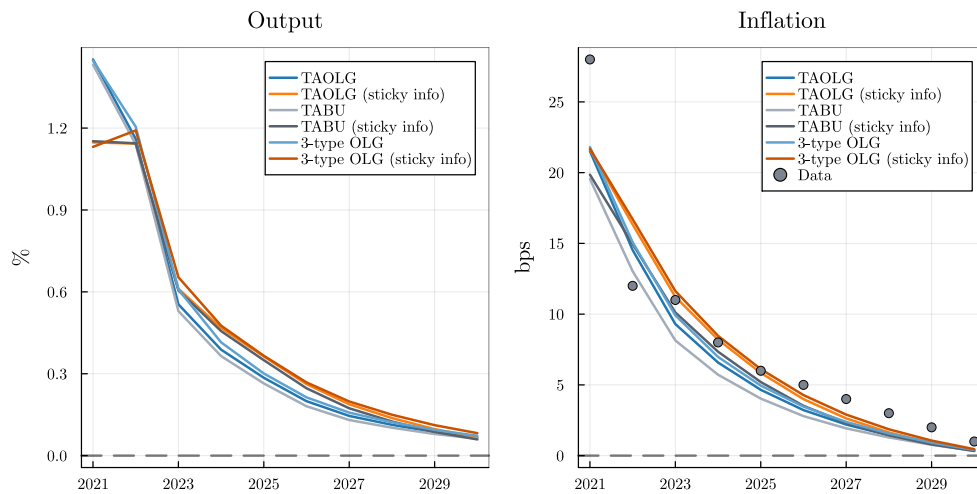 Output
%
1.2
0.9
0.6
0.3
0.0
TAOLG
TAOLG (sticky info)
TABU
TABU (sticky info)
3-type OLG
3-type OLG (sticky info)
2021
2023
2025
2027
2029
Inflation
bps
25
20
15
10
5
0
TAOLG
TAOLG (sticky info)
TABU
TABU (sticky info)
3-type OLG
3-type OLG (sticky info)
Data
2021
2023
2025
2027
2029